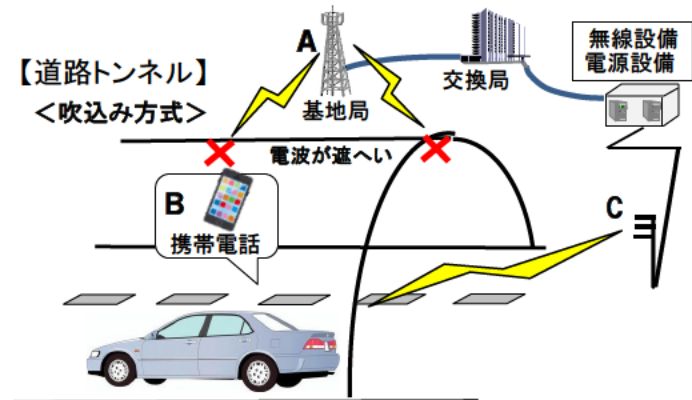 【道路トンネル】
<吹込み方式>
A
基地局
交換局
無線設備
電源設備
電波が遮へい
B
携帯電話
C